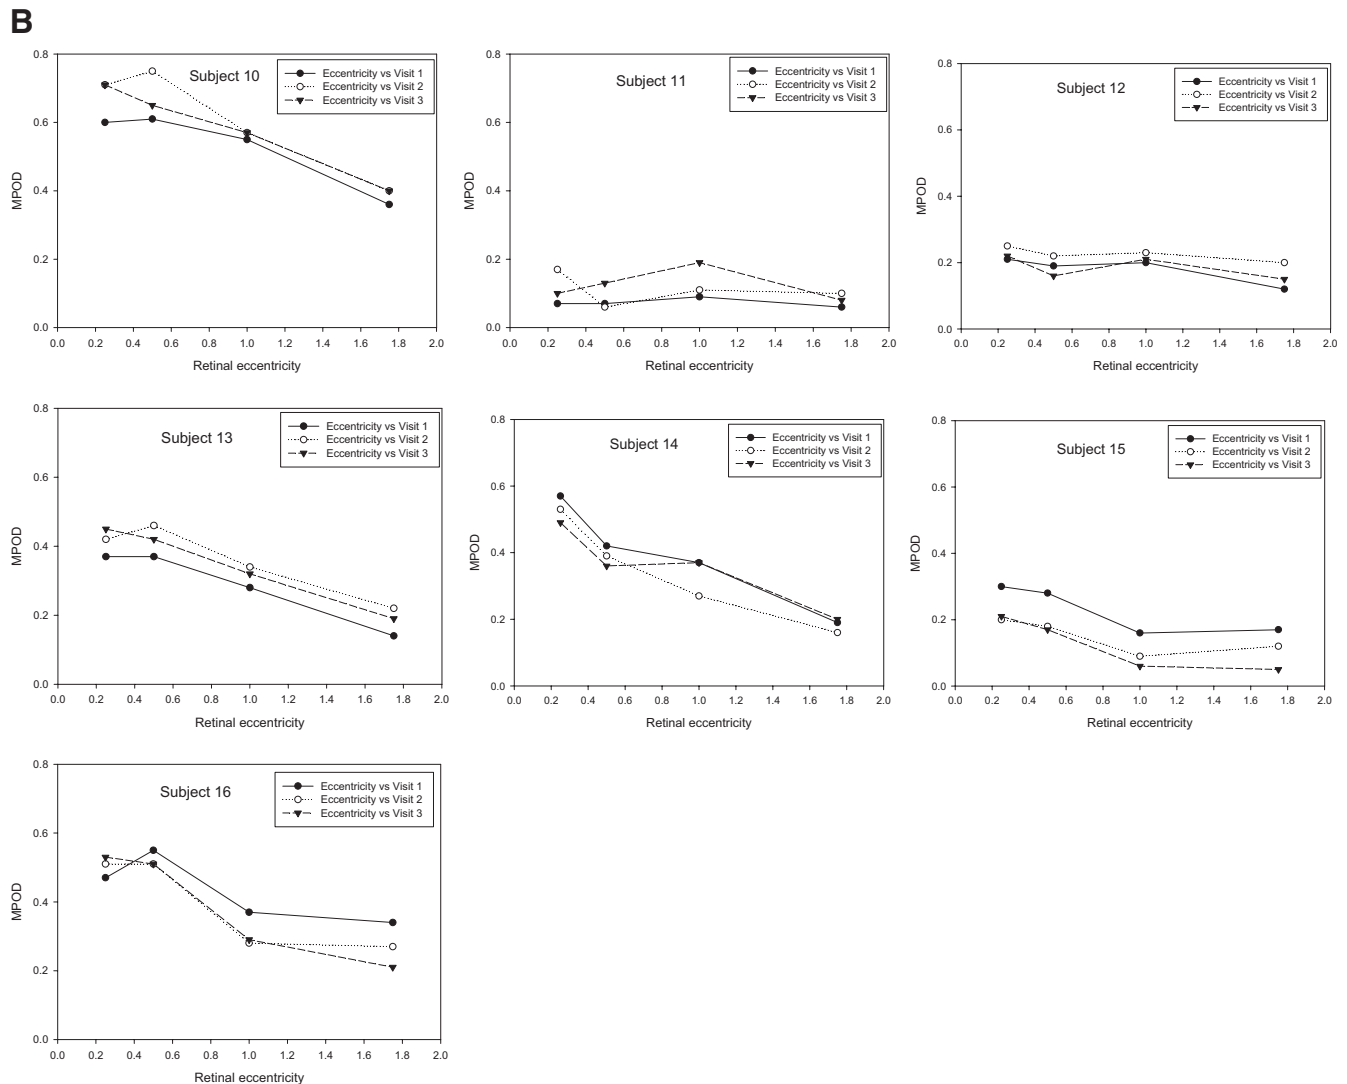 B
Subject 10
Eccentricity vs Visit 1
Eccentricity vs Visit 2
Eccentricity vs Visit 3
MPOD
0.8
0.6
0.4
0.2
0.0
0.0 0.2 0.4 0.6 0.8 1.0 1.2 1.4 1.6 1.8 2.0
Retinal eccentricity
Subject 11
Eccentricity vs Visit 1
Eccentricity vs Visit 2
Eccentricity vs Visit 3
MPOD
0.8
0.6
0.4
0.2
0.0
0.0 0.2 0.4 0.6 0.8 1.0 1.2 1.4 1.6 1.8 2.0
Retinal eccentricity
Subject 12
Eccentricity vs Visit 1
Eccentricity vs Visit 2
Eccentricity vs Visit 3
MPOD
0.8
0.6
0.4
0.2
0.0
0.0 0.2 0.4 0.6 0.8 1.0 1.2 1.4 1.6 1.8 2.0
Retinal eccentricity
Subject 13
Eccentricity vs Visit 1
Eccentricity vs Visit 2
Eccentricity vs Visit 3
MPOD
0.8
0.6
0.4
0.2
0.0
0.0 0.2 0.4 0.6 0.8 1.0 1.2 1.4 1.6 1.8 2.0
Retinal eccentricity
Subject 14
Eccentricity vs Visit 1
Eccentricity vs Visit 2
Eccentricity vs Visit 3
MPOD
0.8
0.6
0.4
0.2
0.0
0.0 0.2 0.4 0.6 0.8 1.0 1.2 1.4 1.6 1.8 2.0
Retinal eccentricity
Subject 15
Eccentricity vs Visit 1
Eccentricity vs Visit 2
Eccentricity vs Visit 3
MPOD
0.8
0.6
0.4
0.2
0.0
0.0 0.2 0.4 0.6 0.8 1.0 1.2 1.4 1.6 1.8 2.0
Retinal eccentricity
Subject 16
Eccentricity vs Visit 1
Eccentricity vs Visit 2
Eccentricity vs Visit 3
MPOD
0.8
0.6
0.4
0.2
0.0
0.0 0.2 0.4 0.6 0.8 1.0 1.2 1.4 1.6 1.8 2.0
Retinal eccentricity